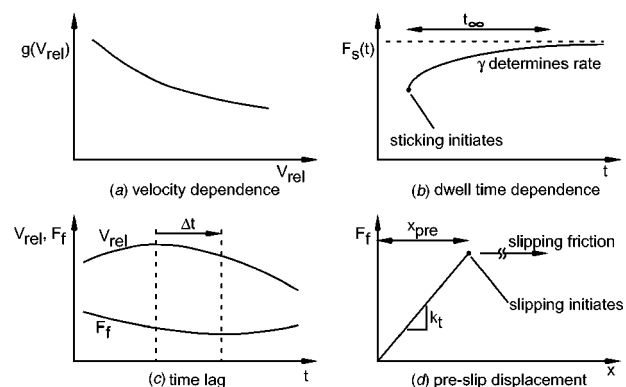 g(V_rel)
V_rel
(a) velocity dependence
t_∞
F_s(t)
γ determines rate
sticking initiates
t
(b) dwell time dependence
V_rel, F_f
V_rel
Δt
F_f
t
(c) time lag
F_f
x_pre
slipping friction
slipping initiates
k_t
x
(d) pre-slip displacement